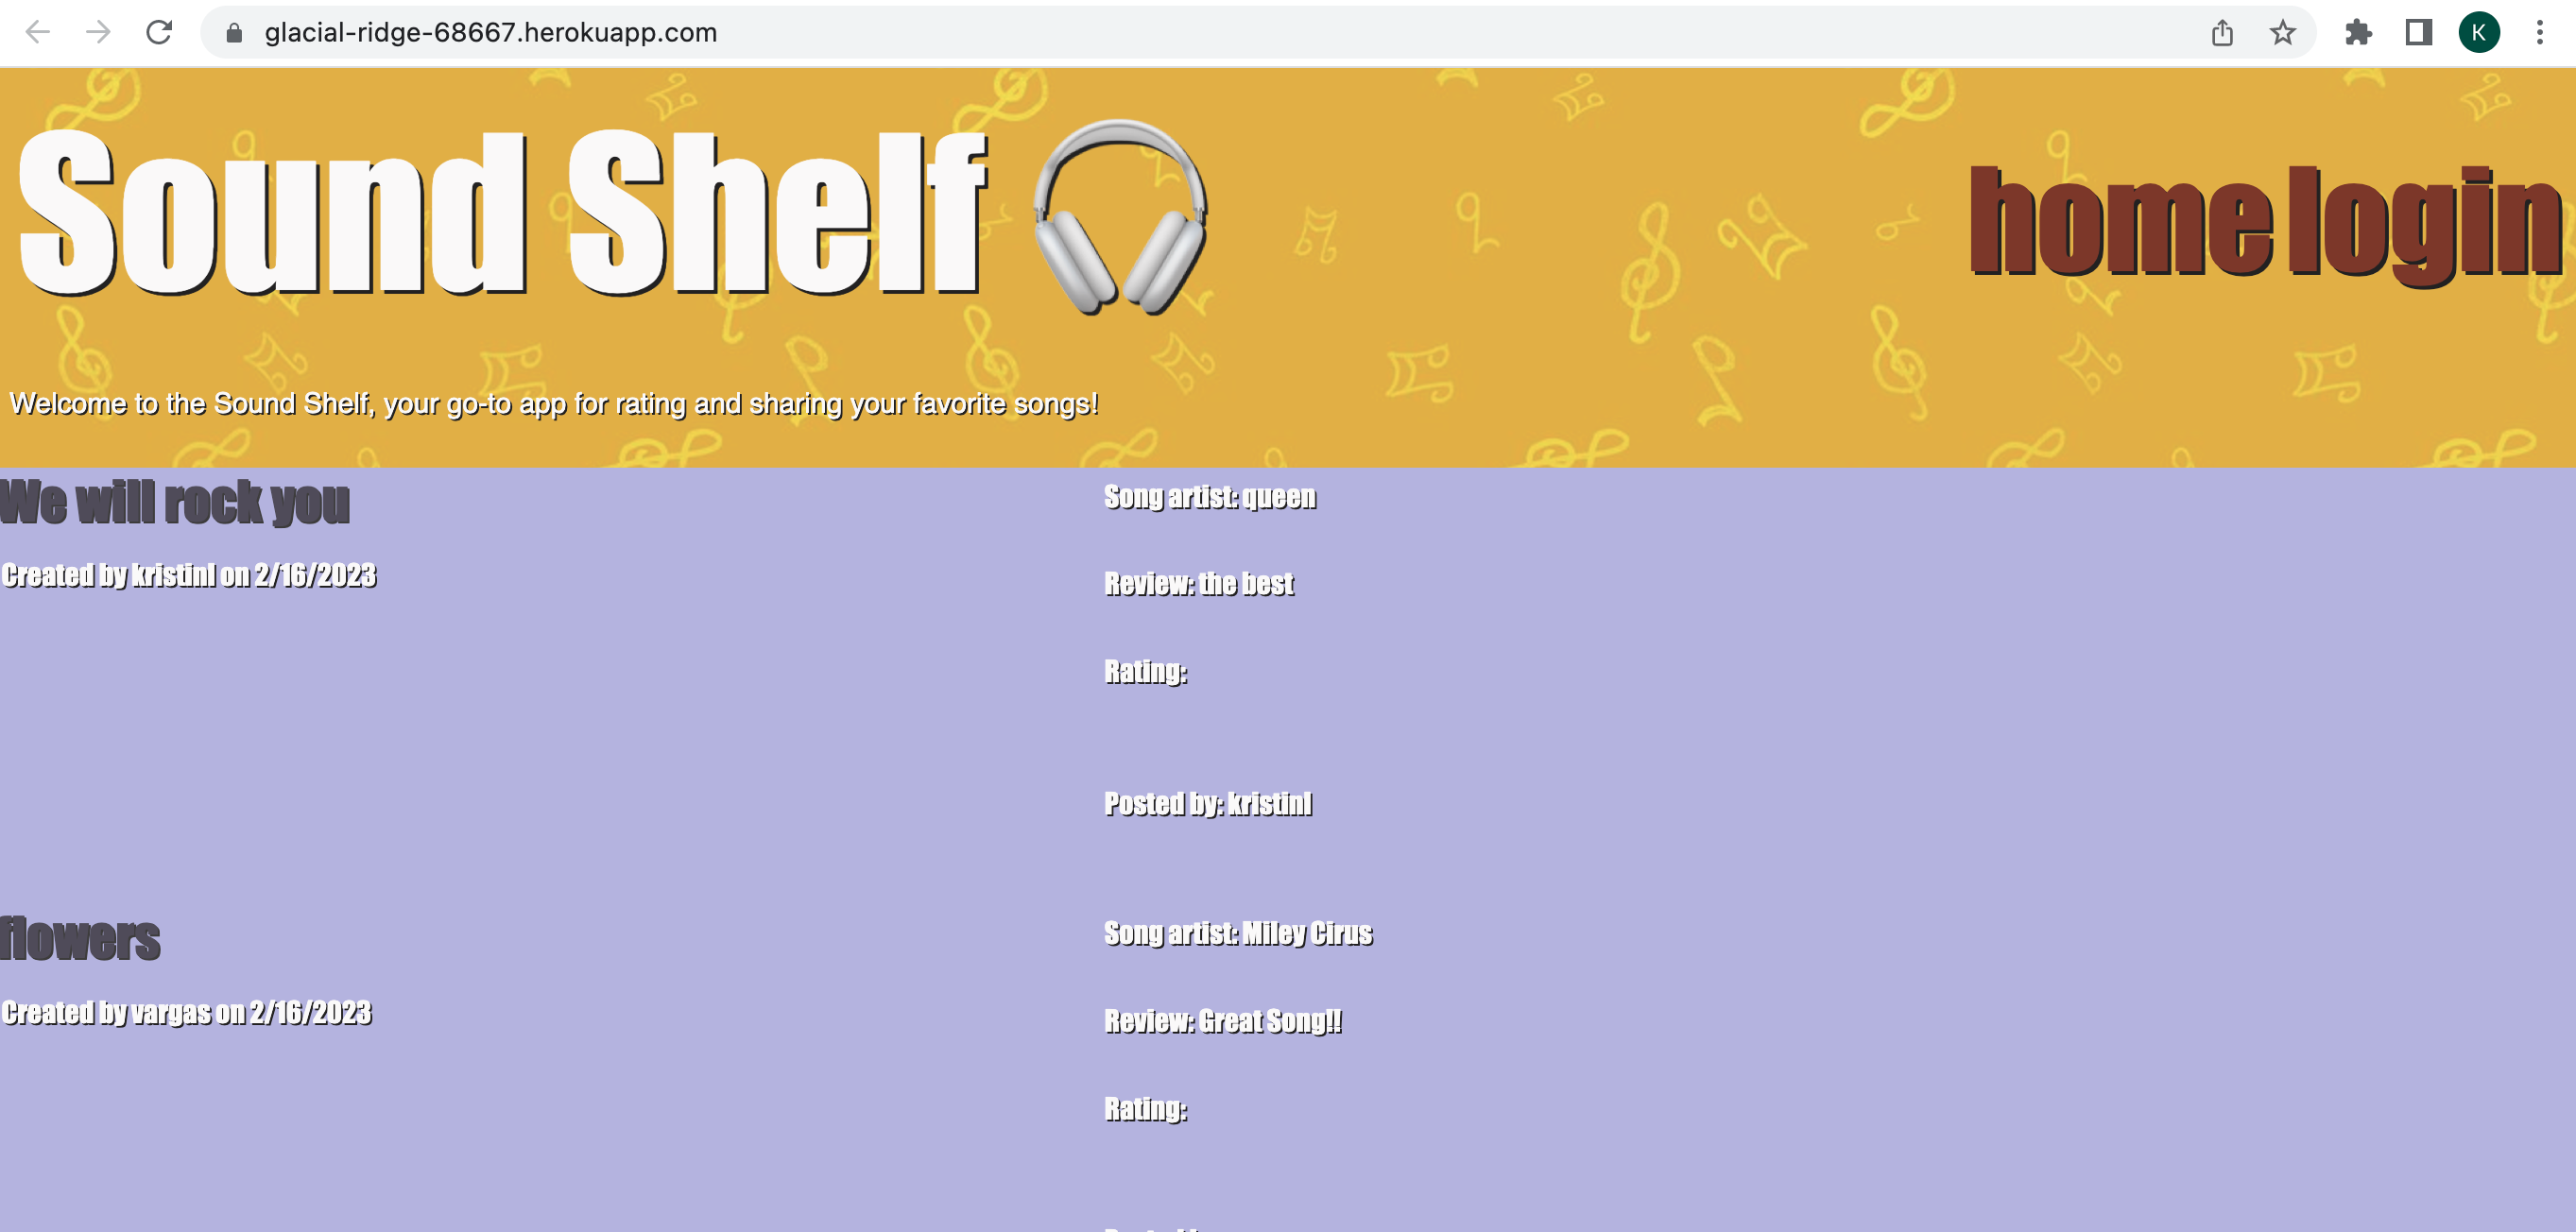 glacial-ridge-68667.herokuapp.com
K
Sound Shelf
home login
Welcome to the Sound Shelf, your go-to app for rating and sharing your favorite songs!
We will rock you
Song artist: queen
Created by kristinl on 2/16/2023
Review: the best
Rating:
Posted by: kristinl
flowers
Song artist: Miley Cirus
Created by vargas on 2/16/2023
Review: Great Song!!
Rating: